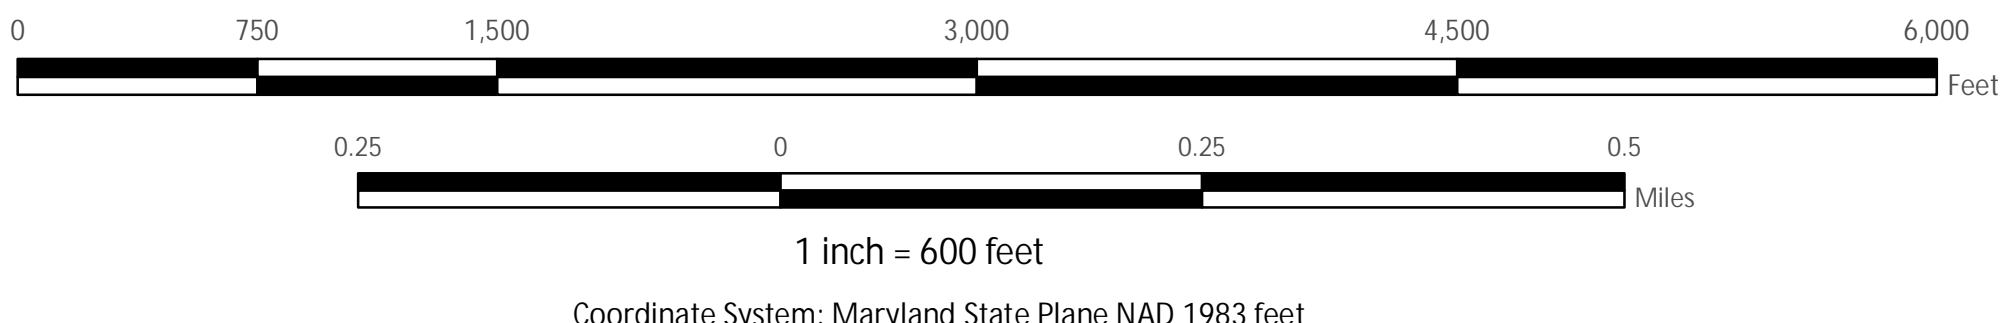 0 750 1,500 3,000 4,500 6,000
Feet
0.25 0 0.25 0.5
Miles
1 inch = 600 feet
Coordinate System: Maryland State Plane NAD 1983 feet